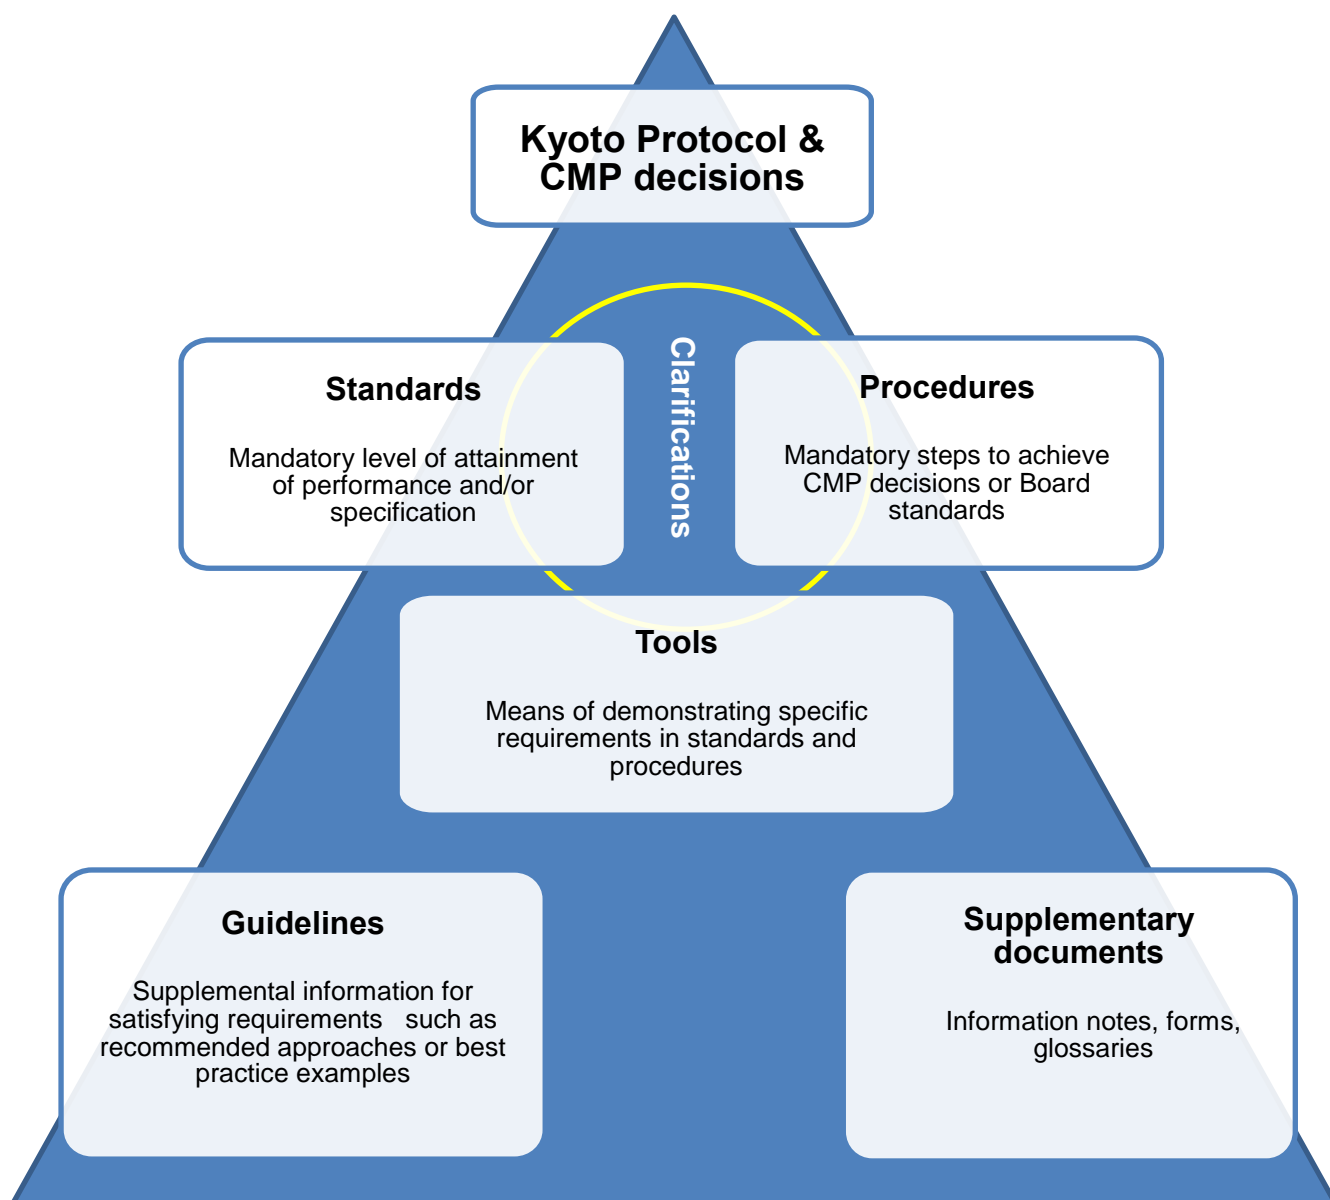 Kyoto Protocol &
CMP decisions
Clarifications
Standards
Mandatory level of attainment
of performance and/or
specification
Procedures
Mandatory steps to achieve
CMP decisions or Board
standards
Tools
Means of demonstrating specific
requirements in standards and
procedures
Guidelines
Supplemental information for
satisfying requirements   such as
recommended approaches or best
practice examples
Supplementary
documents
Information notes, forms,
glossaries